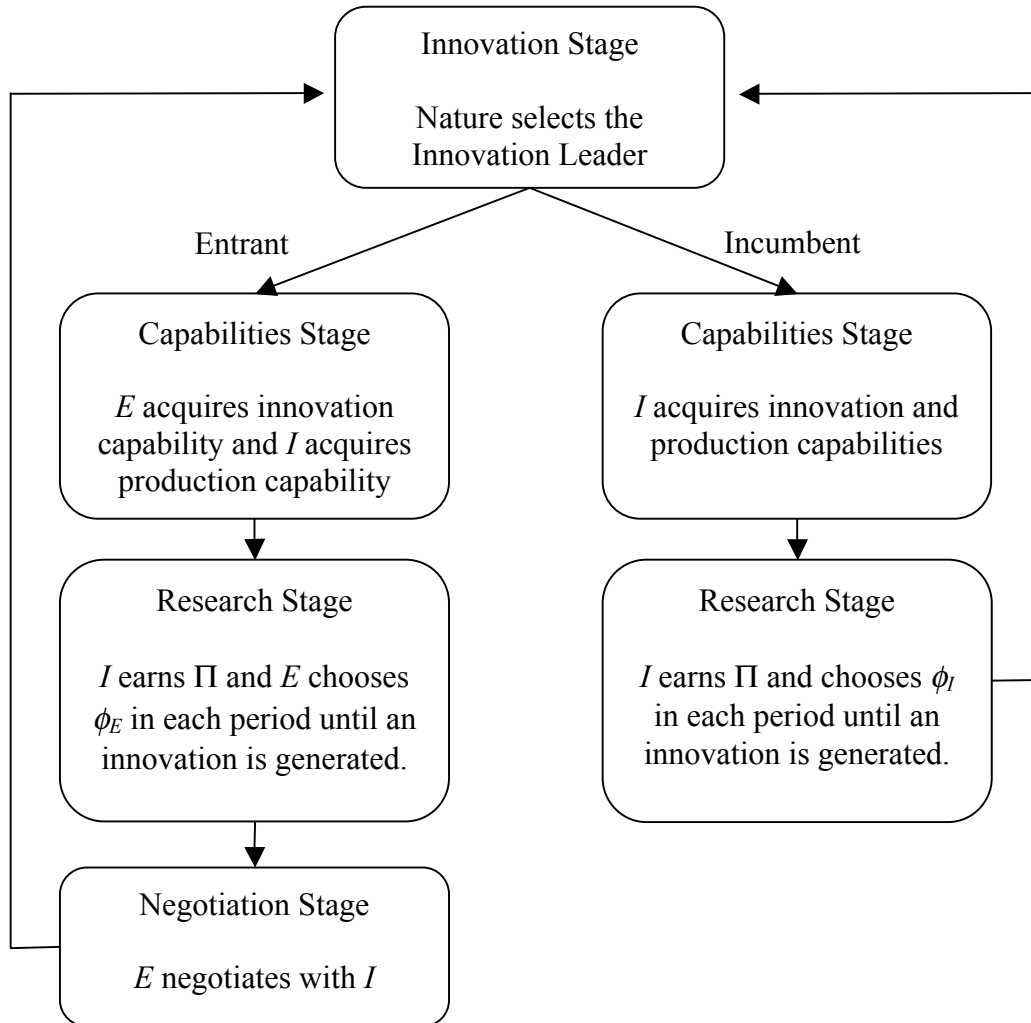 Innovation Stage
Nature selects the
Innovation Leader
Entrant
Incumbent
Capabilities Stage
E acquires innovation
capability and I acquires
production capability
Capabilities Stage
I acquires innovation and
production capabilities
Research Stage
I earns Π and E chooses
ϕE in each period until an
innovation is generated.
Research Stage
I earns Π and chooses ϕI
in each period until an
innovation is generated.
Negotiation Stage
E negotiates with I